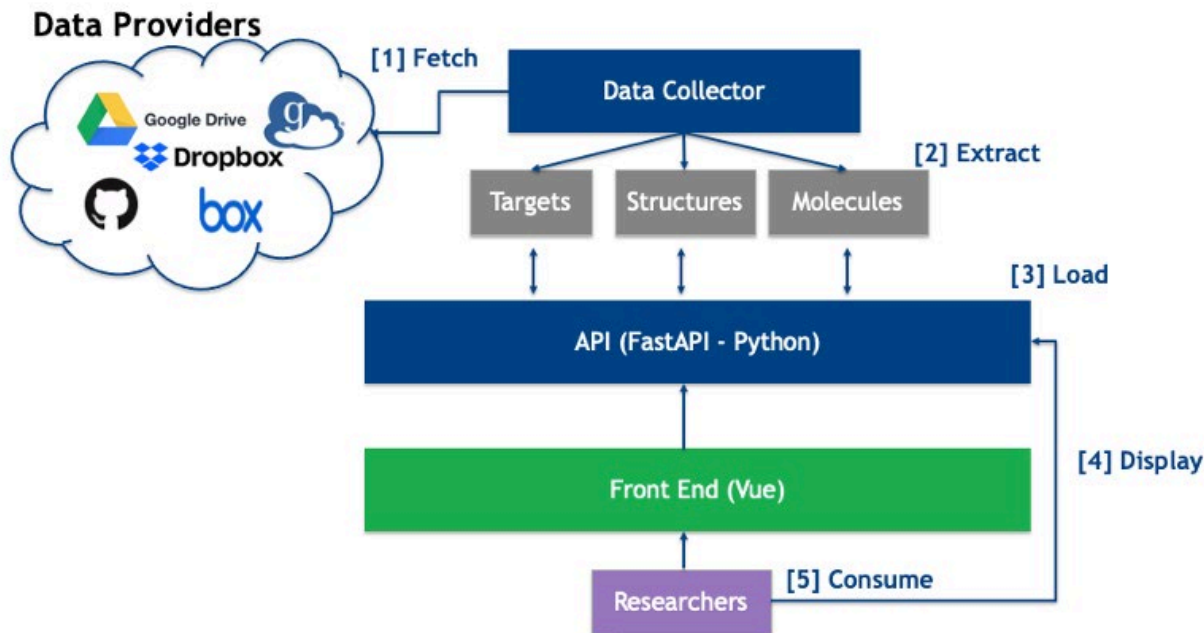 Data Providers
[1] Fetch
Data Collector
Google Drive
g
Dropbox
[2] Extract
box
Targets
Structures
Molecules
[3] Load
API (FastAPI - Python)
[4] Display
Front End (Vue)
[5] Consume
Researchers